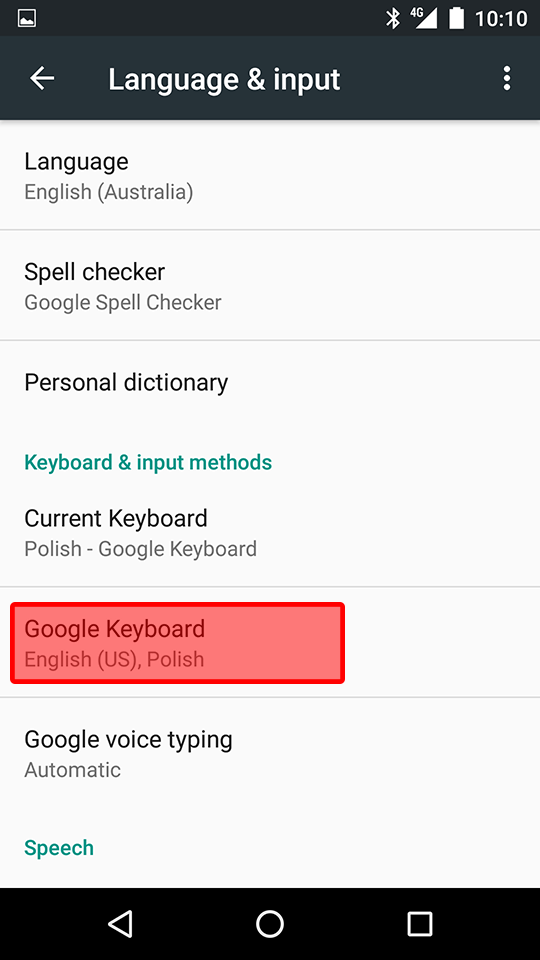 4G 10:10
Language & input
Language
English (Australia)
Spell checker
Google Spell Checker
Personal dictionary
Keyboard & input methods
Current Keyboard
Polish - Google Keyboard
Google Keyboard
English (US), Polish
Google voice typing
Automatic
Speech